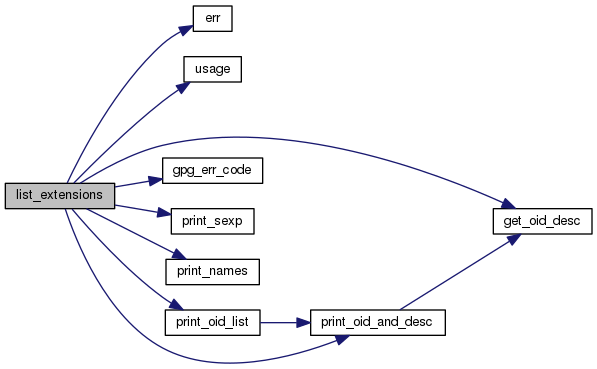 err
usage
gpg_err_code
list_extensions
print_sexp
get_oid_desc
print_names
print_oid_list
print_oid_and_desc